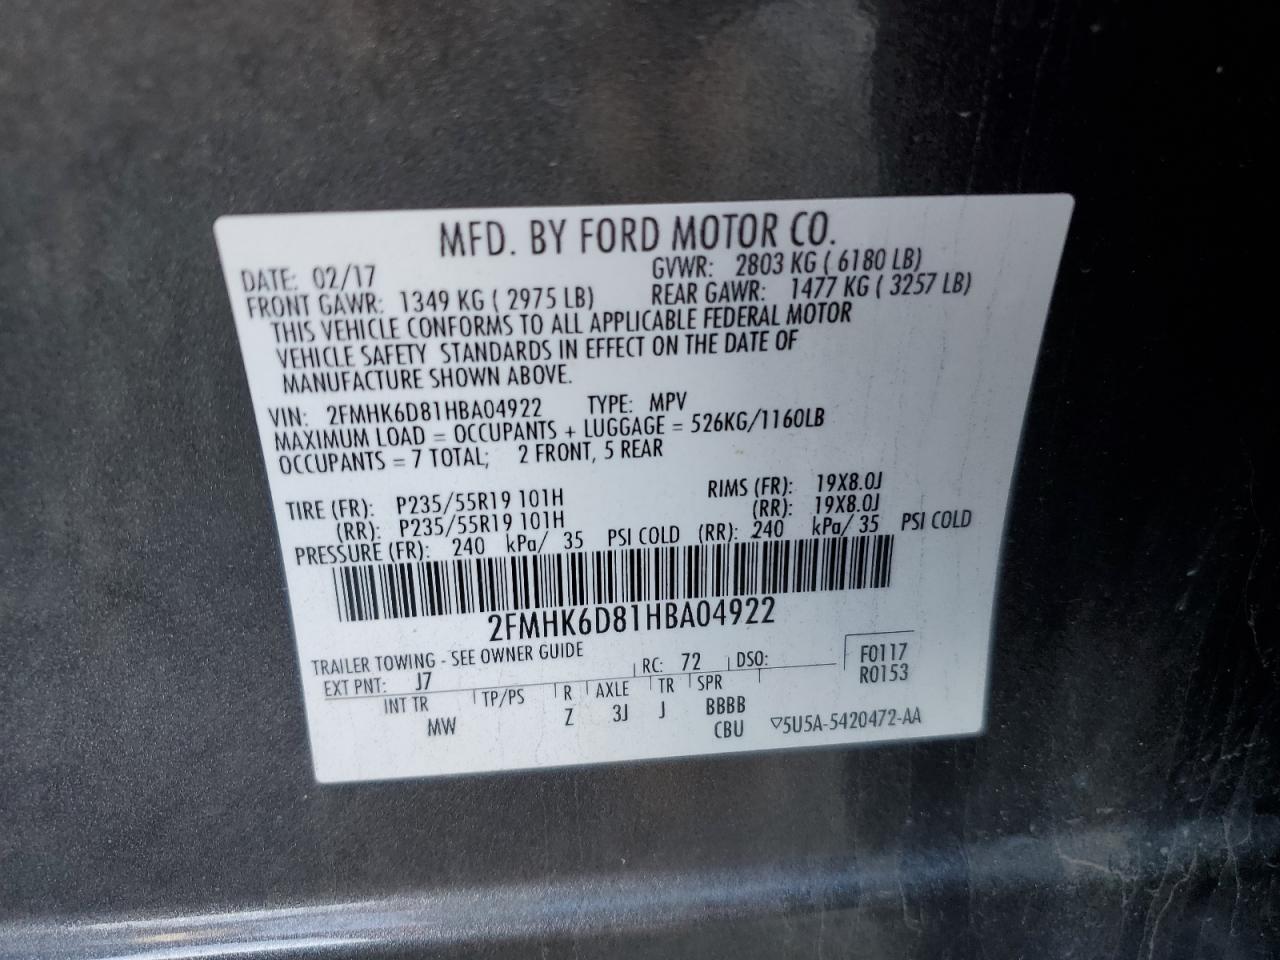 MFD. BY FORD MOTOR CO.
DATE: 02/17 GVWR: 2803 KG ( 6180 LB)
FRONT GAWR: 1349 KG ( 2975 LB) REAR GAWR: 1477 KG ( 3257 LB)
THIS VEHICLE CONFORMS TO ALL APPLICABLE FEDERAL MOTOR
VEHICLE SAFETY STANDARDS IN EFFECT ON THE DATE OF
MANUFACTURE SHOWN ABOVE.
VIN: 2FMHK6D81HBA04922 TYPE: MPV
MAXIMUM LOAD = OCCUPANTS + LUGGAGE = 526KG/1160LB
OCCUPANTS = 7 TOTAL; 2 FRONT, 5 REAR
TIRE (FR): P235/55R19 101H RIMS (FR): 19X8.0J
(RR): P235/55R19 101H (RR): 19X8.0J
PRESSURE (FR): 240 kPa/ 35 PSI COLD (RR): 240 kPa/ 35 PSI COLD
2FMHK6D81HBA04922
TRAILER TOWING - SEE OWNER GUIDE
EXT PNT: J7 RC: 72 DSO: F0117
R0153
INT TR TP/PS R AXLE TR SPR
MW Z 3J J BBBB
CBU ▽5U5A-5420472-AA